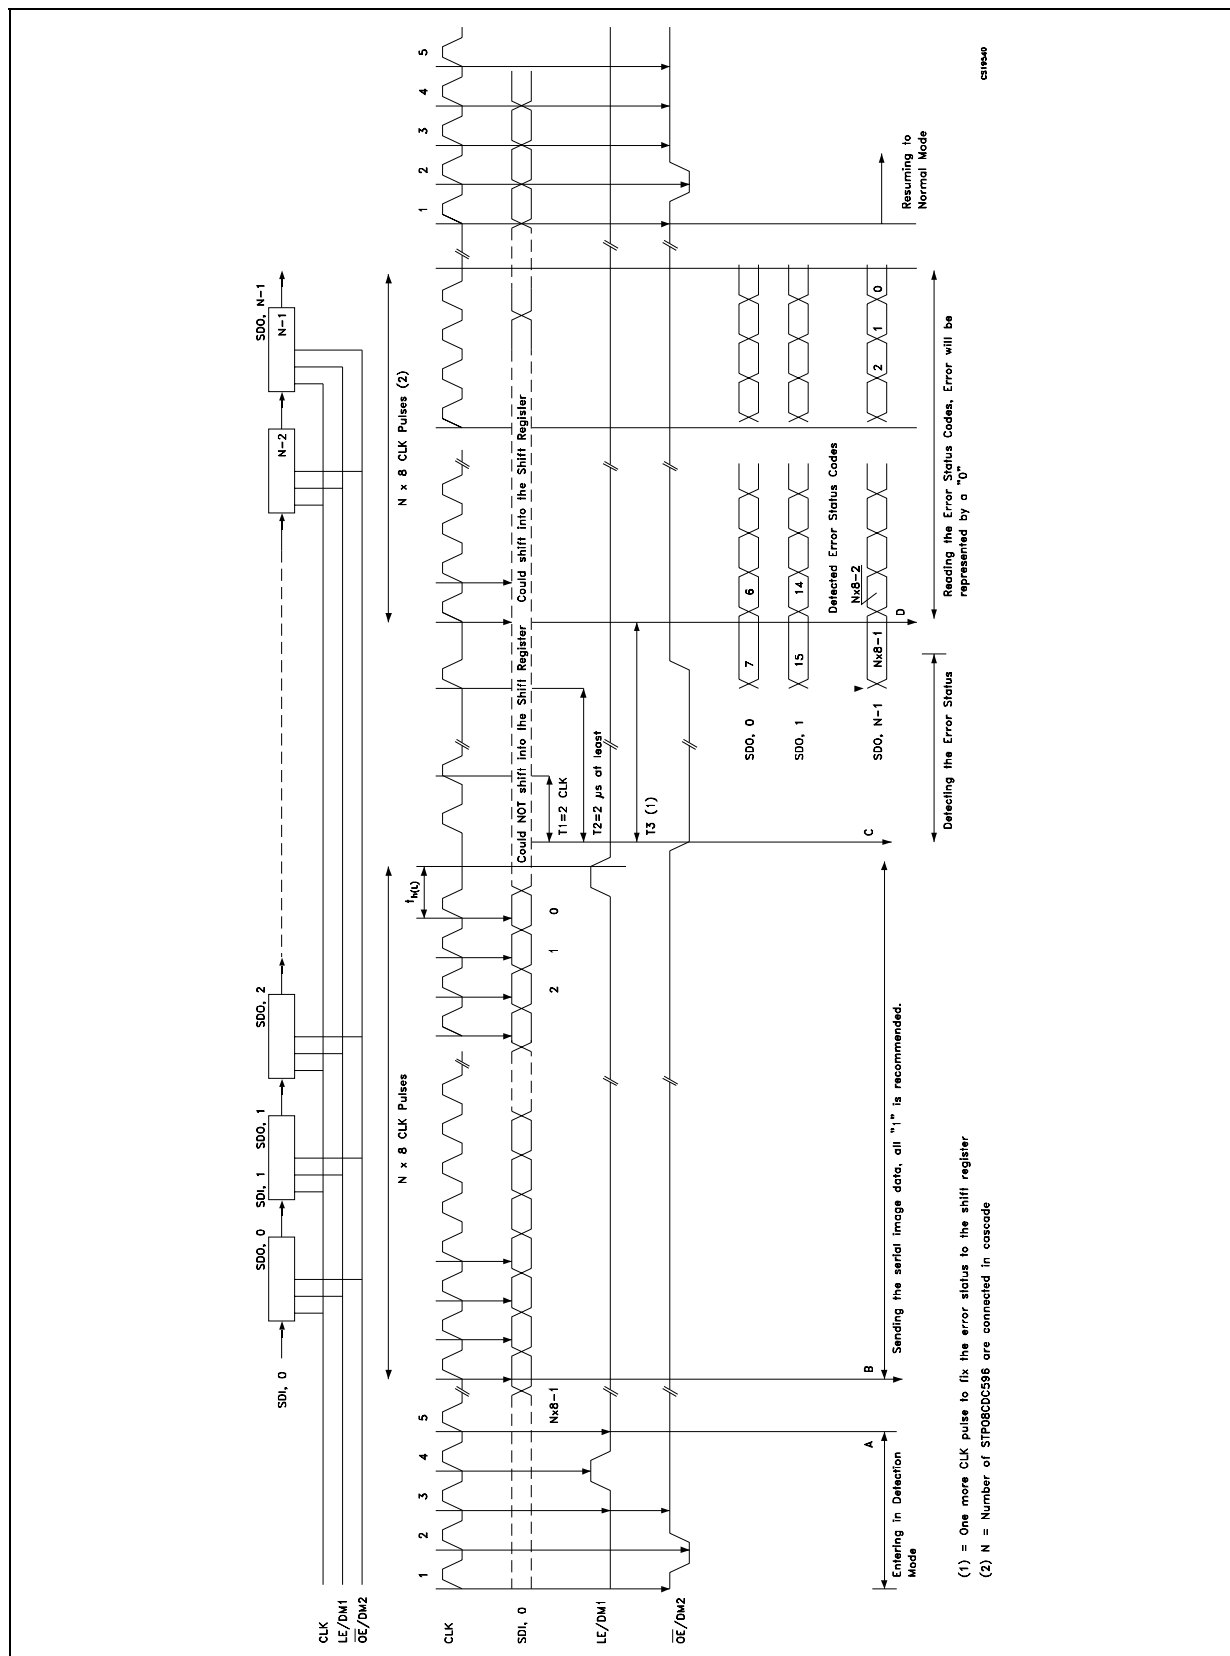 SDI, 0
SDO, 0
SDI, 1
SDO, 1
SDO, 2
N-2
N-1
SDO, N-1
CLK
LE/DM1
OE/DM2
N x 8 CLK Pulses
N x 8 CLK Pulses (2)
CLK
1 2 3 4 5
th(L)
1 2 3 4 5
SDI, 0
Nx8-1
2 1 0
Could NOT shift into the Shift Register
Could shift into the Shift Register
T1=2 CLK
T2=2 µs at least
LE/DM1
T3 (1)
OE/DM2
SDO, 0
7 6
SDO, 1
15 14
Detected Error Status Codes
Nx8-2
SDO, N-1
Nx8-1
2 1 0
A
B
C
D
Entering in Detection
Mode
Sending the serial image data, all "1" is recommended.
Detecting the Error Status
Reading the Error Status Codes, Error will be
represented by a "0"
Resuming to
Normal Mode
(1) = One more CLK pulse to fix the error status to the shift register
(2) N = Number of STP08CDC596 are connected in cascade
CS19540